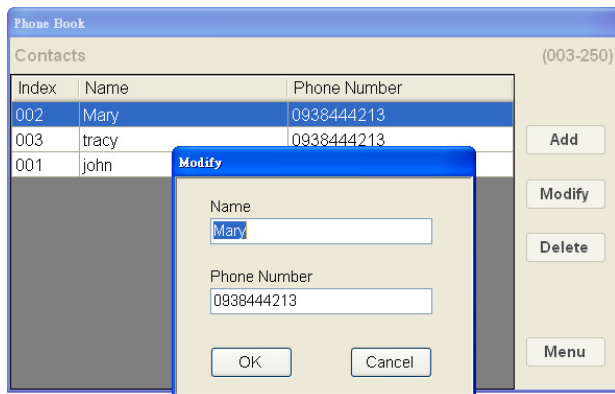 Phone Book
Contacts (003-250)
Index Name Phone Number
002 Mary 0938444213
003 tracy 0938444213
001 john
Add
Modify
Delete
Menu
Modify
Name
Mary
Phone Number
0938444213
OK Cancel